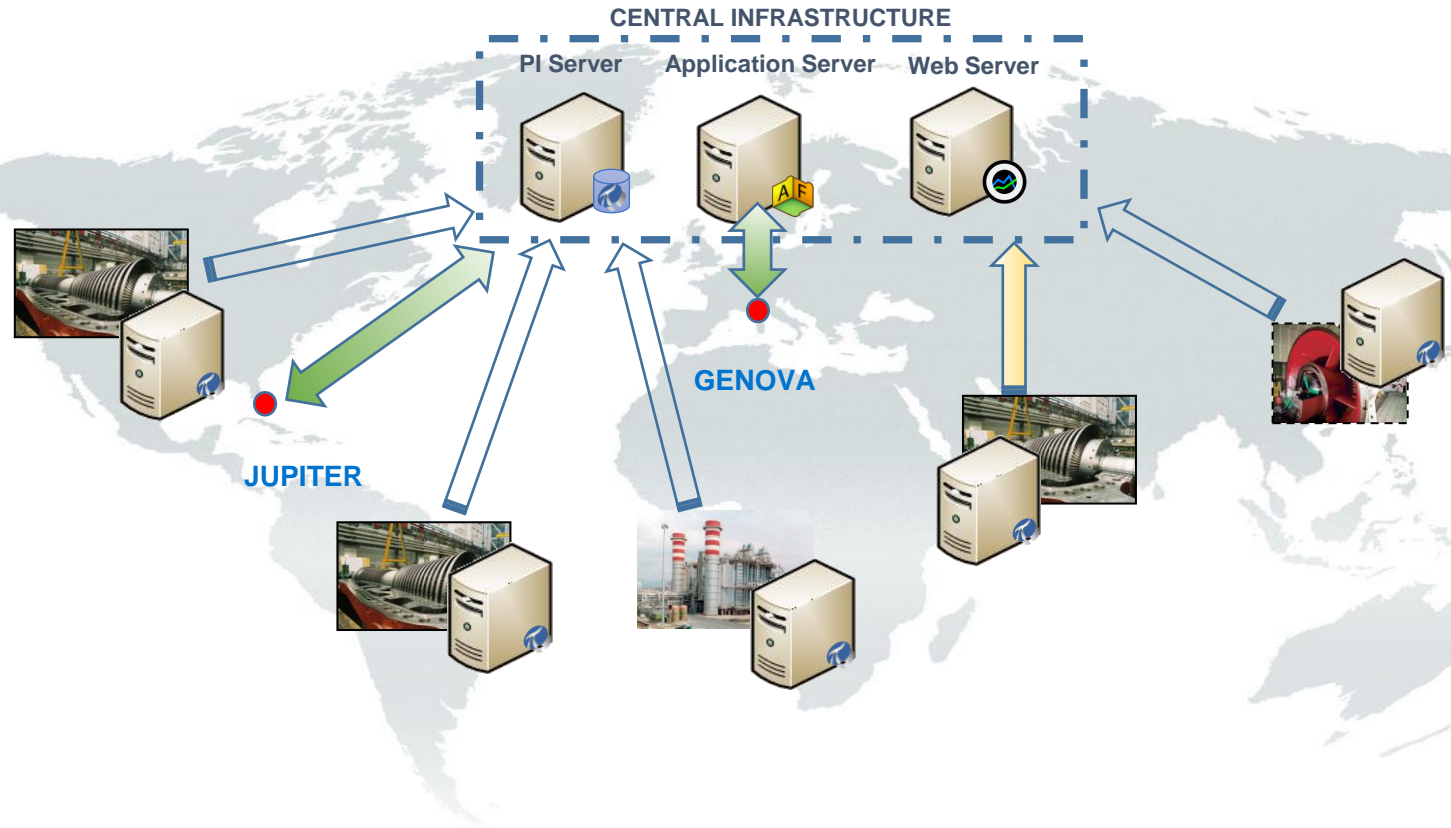 CENTRAL INFRASTRUCTURE
PI Server
Application Server
Web Server
A F
GENOVA
JUPITER